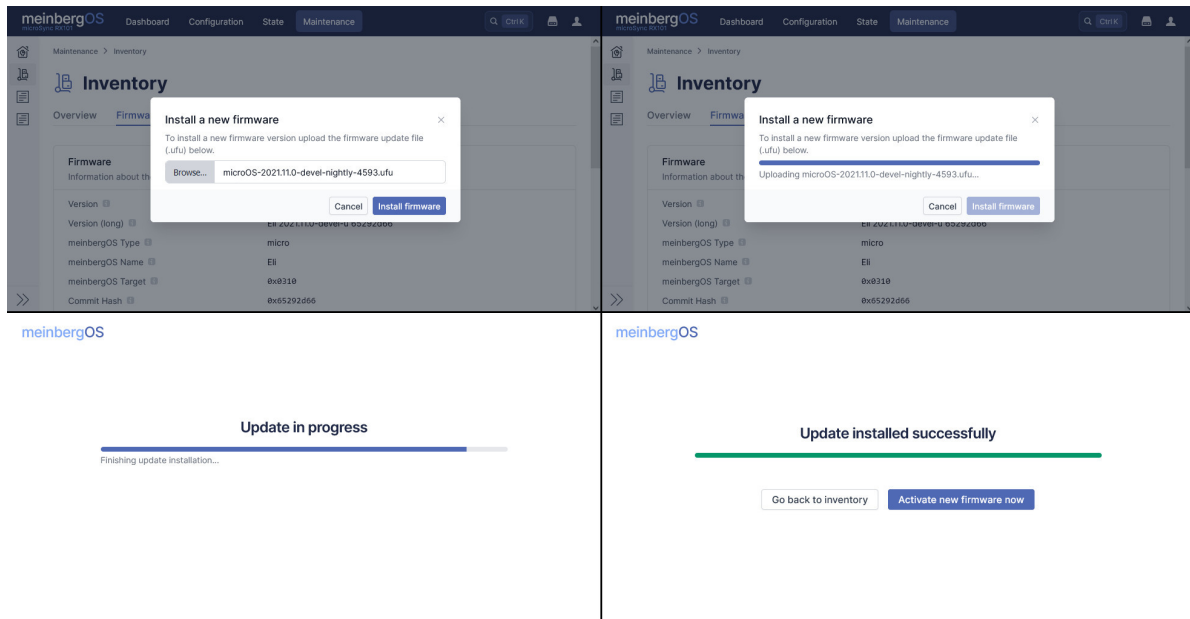 meinbergOS Dashboard Configuration State Maintenance Ctrl K
microSync RX101
Maintenance > Inventory
Inventory
Overview Firmwa
Install a new firmware
To install a new firmware version upload the firmware update file
(.ufu) below.
Browse... microOS-2021.11.0-devel-nightly-4593.ufu
Cancel Install firmware
Firmware
Information about th
Version
Version (long) Eli 2021.11.0-devel-u 65292d66
meinbergOS Type micro
meinbergOS Name Eli
meinbergOS Target 0x0310
Commit Hash 0x65292d66
meinbergOS Dashboard Configuration State Maintenance Ctrl K
microSync RX101
Maintenance > Inventory
Inventory
Overview Firmwa
Install a new firmware
To install a new firmware version upload the firmware update file
(.ufu) below.
Uploading microOS-2021.11.0-devel-nightly-4593.ufu...
Cancel Install firmware
Firmware
Information about th
Version
Version (long) Eli 2021.11.0-devel-u 65292d66
meinbergOS Type micro
meinbergOS Name Eli
meinbergOS Target 0x0310
Commit Hash 0x65292d66
meinbergOS
Update in progress
Finishing update installation...
meinbergOS
Update installed successfully
Go back to inventory Activate new firmware now